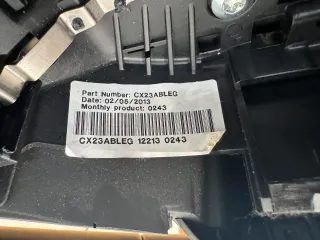 Part Number: CX23ABLEG
Date: 02/05/2013
Monthly product: 0243
CX23ABLEG 12213 0243